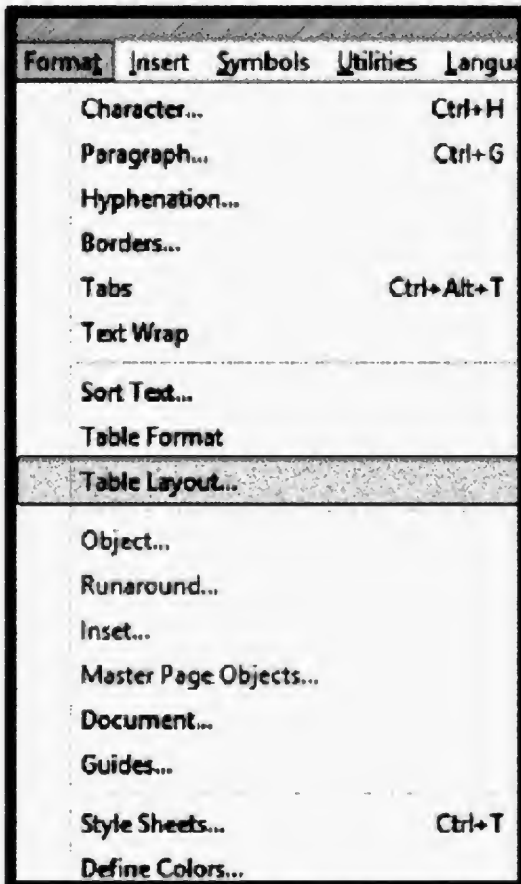 Format Insert Symbols Utilities Langu
Character... Ctrl+H
Paragraph... Ctrl+G
Hyphenation...
Borders...
Tabs Ctrl+Alt+T
Text Wrap
Sort Text...
Table Format
Table Layout...
Object...
Runaround...
Inset...
Master Page Objects...
Document...
Guides...
Style Sheets... Ctrl+T
Define Colors...